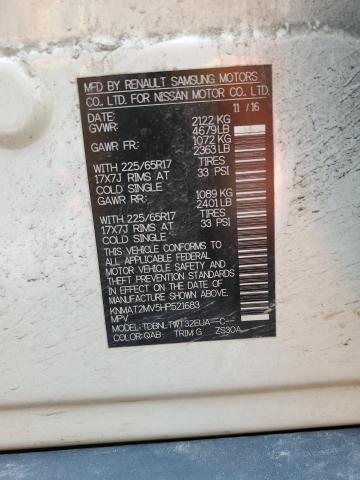 MFD BY RENAULT SAMSUNG MOTORS
CO., LTD. FOR NISSAN MOTOR CO., LTD.
DATE: 11 / 16
GVWR: 2122 KG
4679 LB
GAWR FR: 1072 KG
2363 LB
WITH 225/65R17 TIRES
17X7J RIMS AT 33 PSI
COLD SINGLE
GAWR RR: 1089 KG
2401 LB
WITH 225/65R17 TIRES
17X7J RIMS AT 33 PSI
COLD SINGLE
THIS VEHICLE CONFORMS TO
ALL APPLICABLE FEDERAL
MOTOR VEHICLE SAFETY AND
THEFT PREVENTION STANDARDS
IN EFFECT ON THE DATE OF
MANUFACTURE SHOWN ABOVE.
KNMAT2MV5HP521683
MPV
MODEL: TDBNLTWT32EUA--C--
COLOR: QAB TRIM: G ZS30A